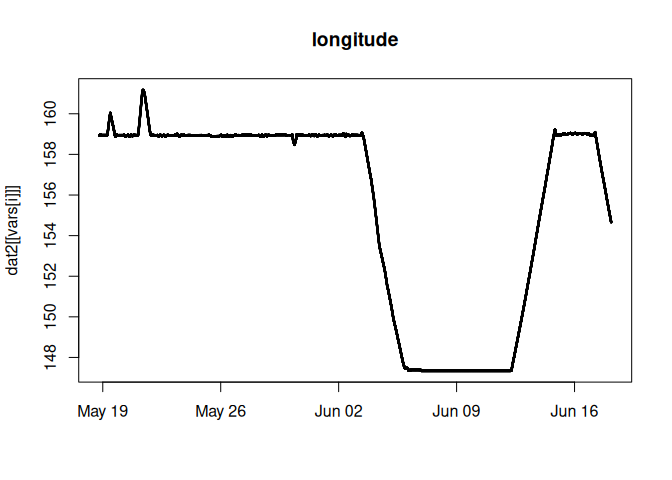 longitude
dat2[[vars[i]]]
160
158
156
154
152
150
148
May 19
May 26
Jun 02
Jun 09
Jun 16